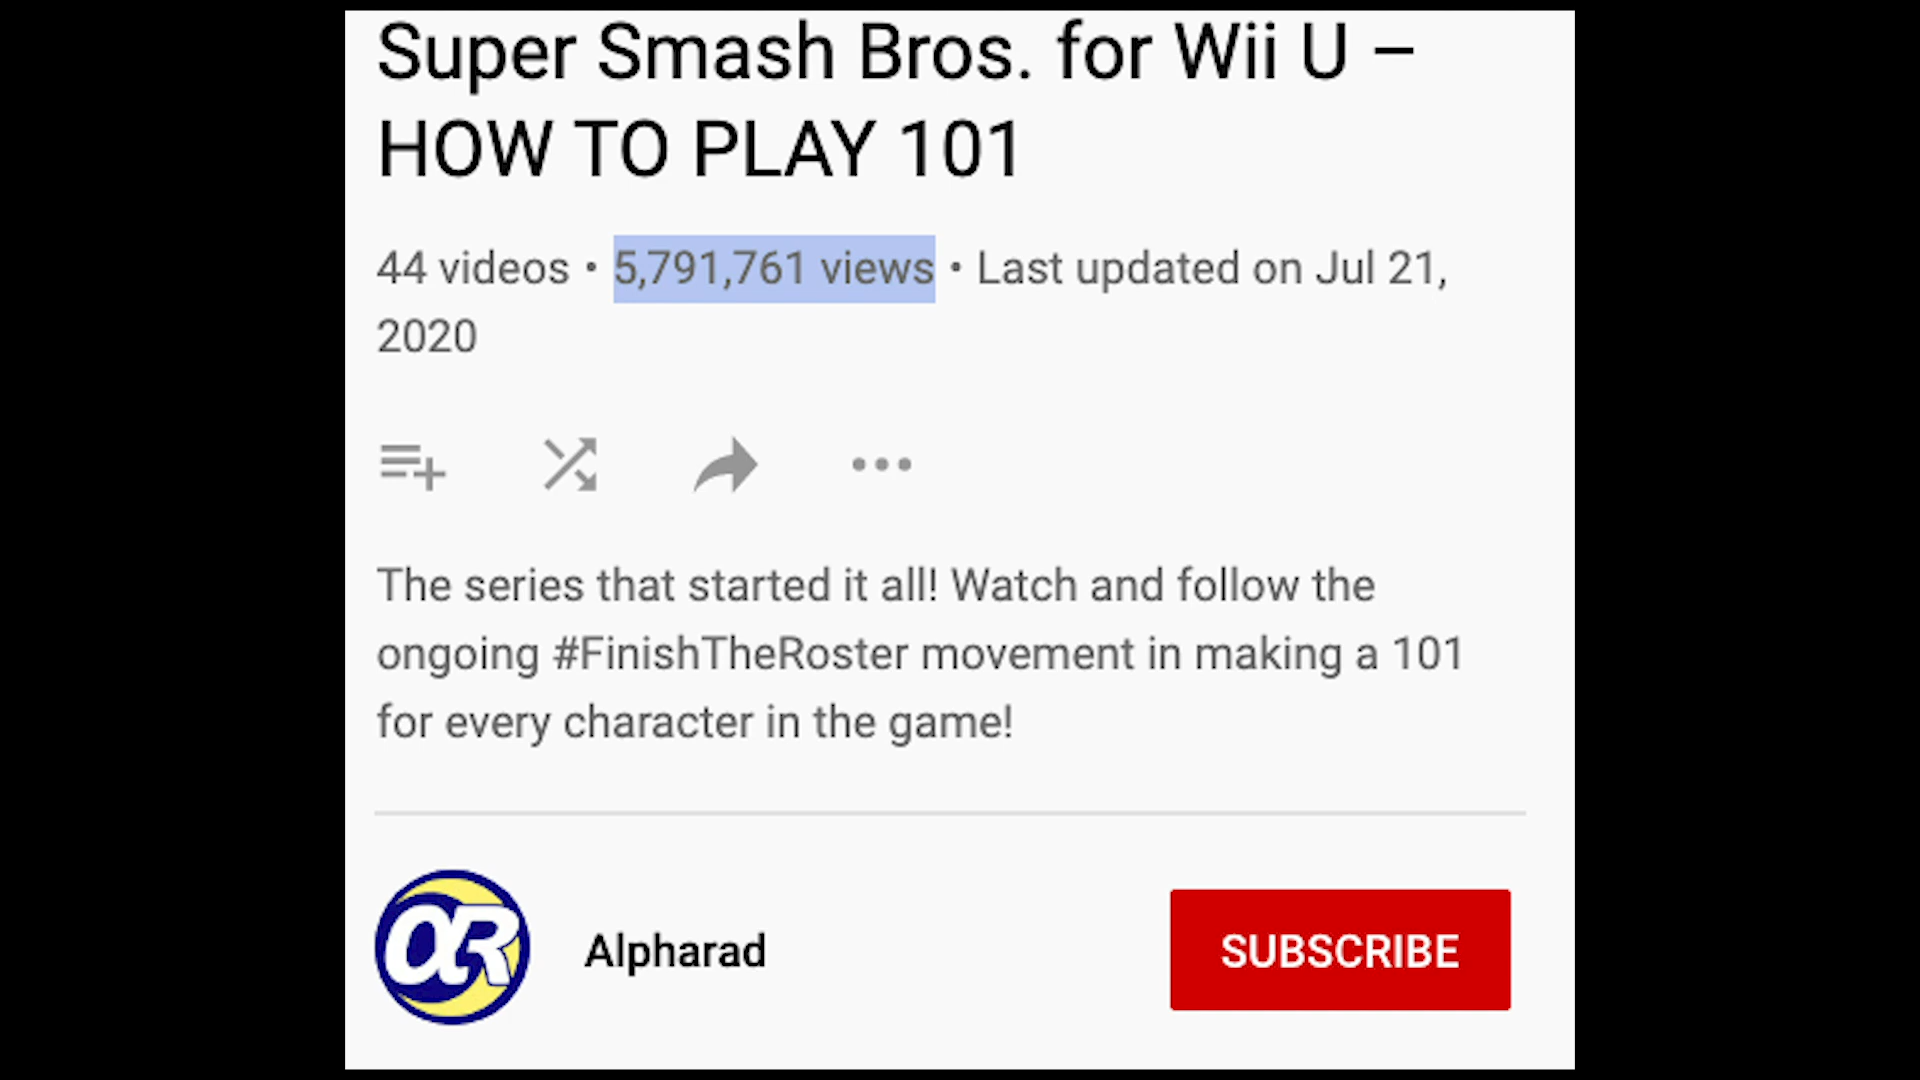 Super Smash Bros. for Wii U –
HOW TO PLAY 101
44 videos • 5,791,761 views • Last updated on Jul 21,
2020
The series that started it all! Watch and follow the
ongoing #FinishTheRoster movement in making a 101
for every character in the game!
αR
Alpharad
SUBSCRIBE